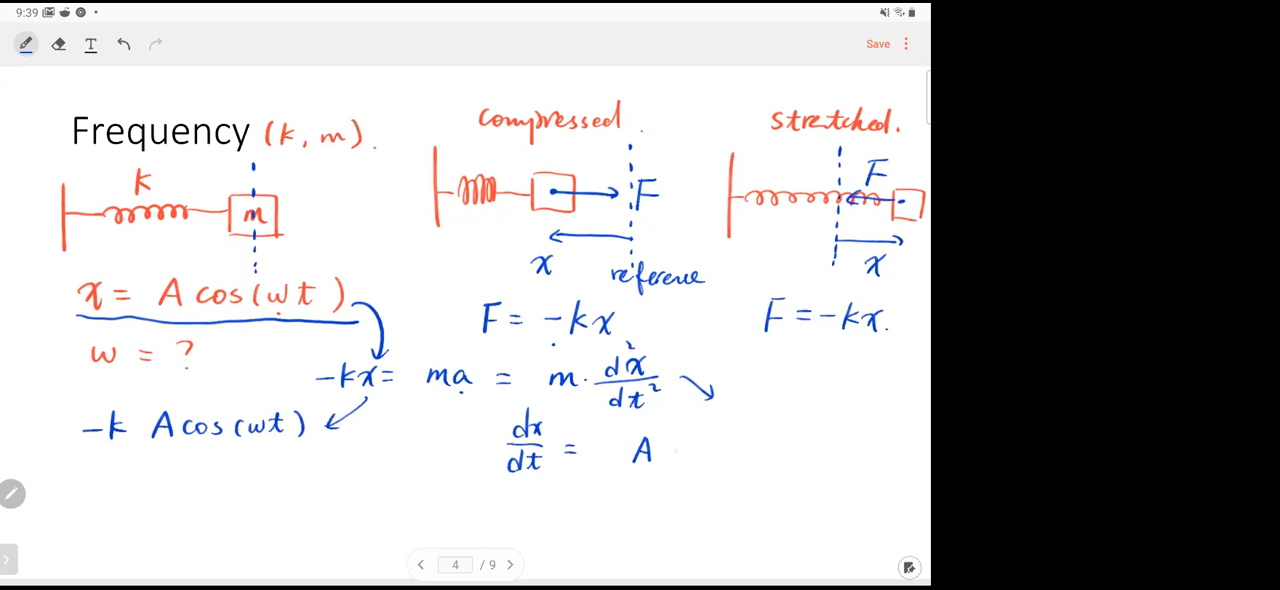 9:39
T
Save
Frequency (k, m).
compressed.
stretched.
k
m
F
F
x
reference
x
x = A cos(ωt)
F = -kx
F = -kx.
ω = ?
-kx = ma = m · d²x²/dt²
-k A cos(ωt)
dx/dt = A
4 / 9